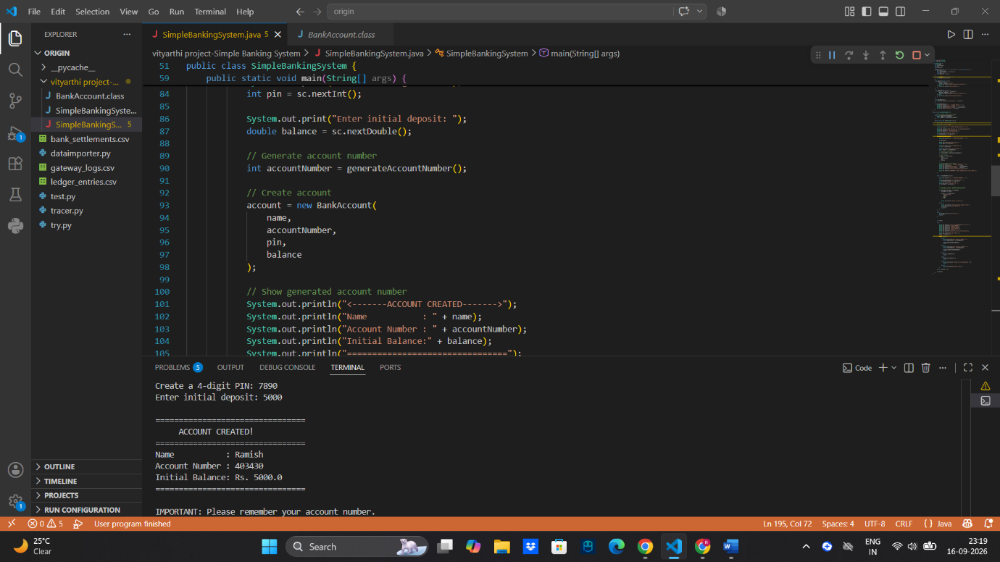 File Edit Selection View Go Run Terminal Help
origin
EXPLORER
SimpleBankingSystem.java 5
BankAccount.class
ORIGIN
__pycache__
vityarthi project-...
BankAccount.class
SimpleBankingSyste...
SimpleBankingS... 5
bank_settlements.csv
dataimporter.py
gateway_logs.csv
ledger_entries.csv
test.py
tracer.py
try.py
OUTLINE
TIMELINE
PROJECTS
RUN CONFIGURATION
1
1
vityarthi project-Simple Banking System > SimpleBankingSystem.java > SimpleBankingSystem > main(String[] args)
51 public class SimpleBankingSystem {
59 public static void main(String[] args) {
84 int pin = sc.nextInt();
85
86 System.out.print("Enter initial deposit: ");
87 double balance = sc.nextDouble();
88
89 // Generate account number
90 int accountNumber = generateAccountNumber();
91
92 // Create account
93 account = new BankAccount(
94 name,
95 accountNumber,
96 pin,
97 balance
98 );
99
100 // Show generated account number
101 System.out.println("<-------ACCOUNT CREATED------->");
102 System.out.println("Name           : " + name);
103 System.out.println("Account Number : " + accountNumber);
104 System.out.println("Initial Balance:" + balance);
105 System.out.println("================================");
PROBLEMS 5 OUTPUT DEBUG CONSOLE TERMINAL PORTS
Code
Create a 4-digit PIN: 7890
Enter initial deposit: 5000
================================
ACCOUNT CREATED!
================================
Name           : Ramish
Account Number : 403430
Initial Balance: Rs. 5000.0
================================
IMPORTANT: Please remember your account number.
0 5 User program finished
Ln 195, Col 72 Spaces: 4 UTF-8 CRLF {} Java
25°C
Clear
Search
ENG
IN
23:19
16-09-2026